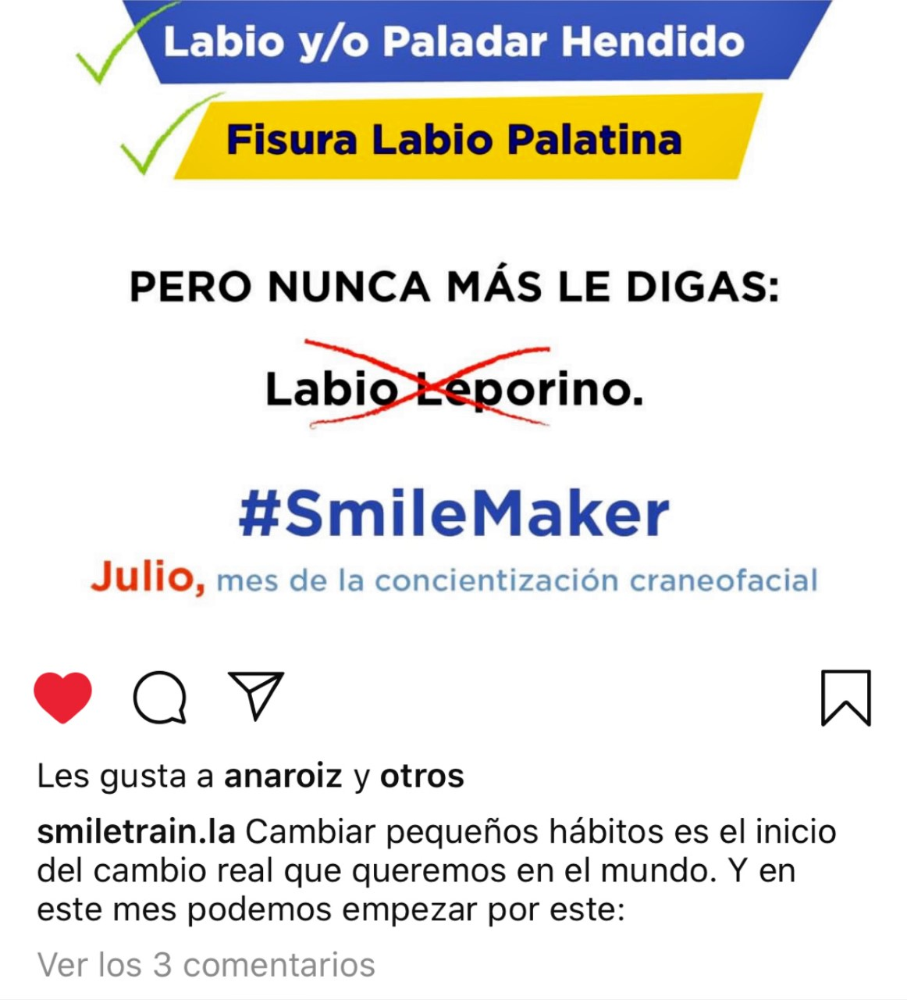 Labio y/o Paladar Hendido
Fisura Labio Palatina
PERO NUNCA MÁS LE DIGAS:
Labio Leporino.
#SmileMaker
Julio, mes de la concientización craneofacial
Les gusta a anaroiz y otros
smiletrain.la Cambiar pequeños hábitos es el inicio
del cambio real que queremos en el mundo. Y en
este mes podemos empezar por este:
Ver los 3 comentarios